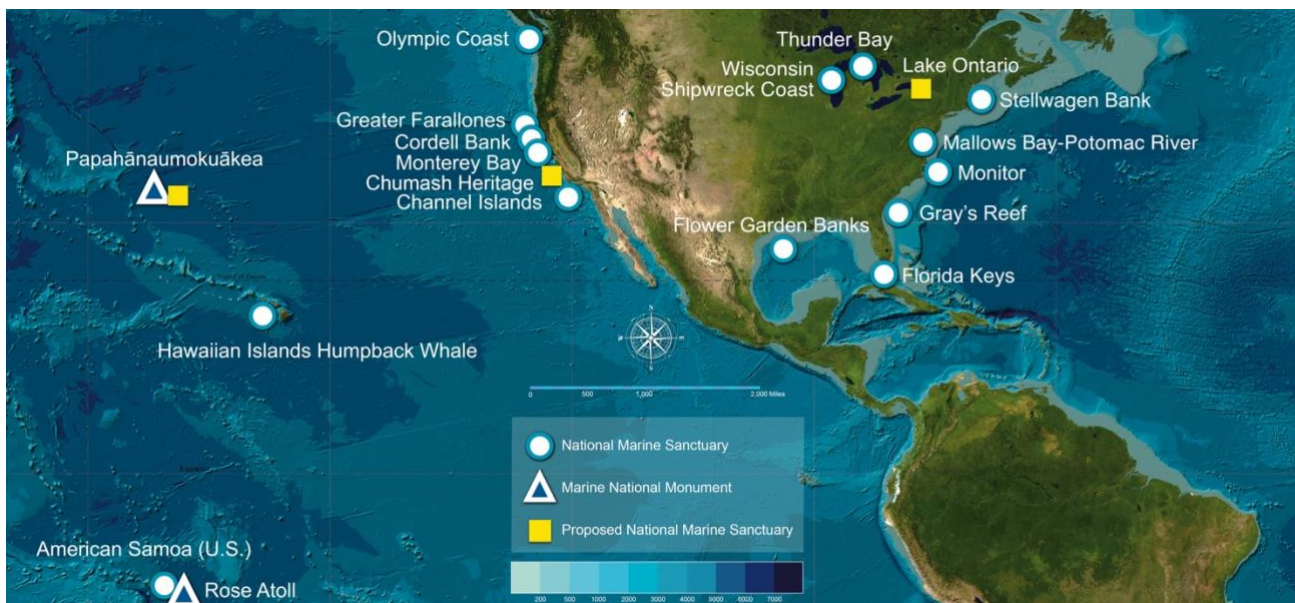 Olympic Coast
Thunder Bay
Wisconsin
Shipwreck Coast
Lake Ontario
Stellwagen Bank
Greater Farallones
Cordell Bank
Monterey Bay
Chumash Heritage
Channel Islands
Mallows Bay-Potomac River
Monitor
Papahānaumokuākea
Gray's Reef
Flower Garden Banks
Florida Keys
Hawaiian Islands Humpback Whale
N
0 500 1,000 2,000 Miles
National Marine Sanctuary
Marine National Monument
Proposed National Marine Sanctuary
American Samoa (U.S.)
Rose Atoll
200 500 1000 2000 3000 4000 5000 6000 7000